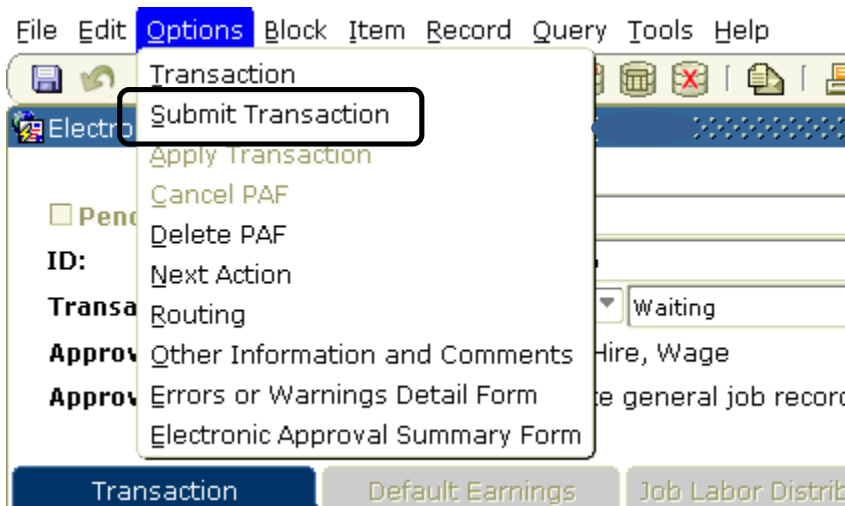 File Edit Options Block Item Record Query Tools Help
Transaction
Submit Transaction
Apply Transaction
Cancel PAF
Delete PAF
Next Action
Routing
Other Information and Comments
Errors or Warnings Detail Form
Electronic Approval Summary Form
Electro
Pend
ID:
Transa
Waiting
Approv
Hire, Wage
Approv
te general job record
Transaction Default Earnings Job Labor Distrib